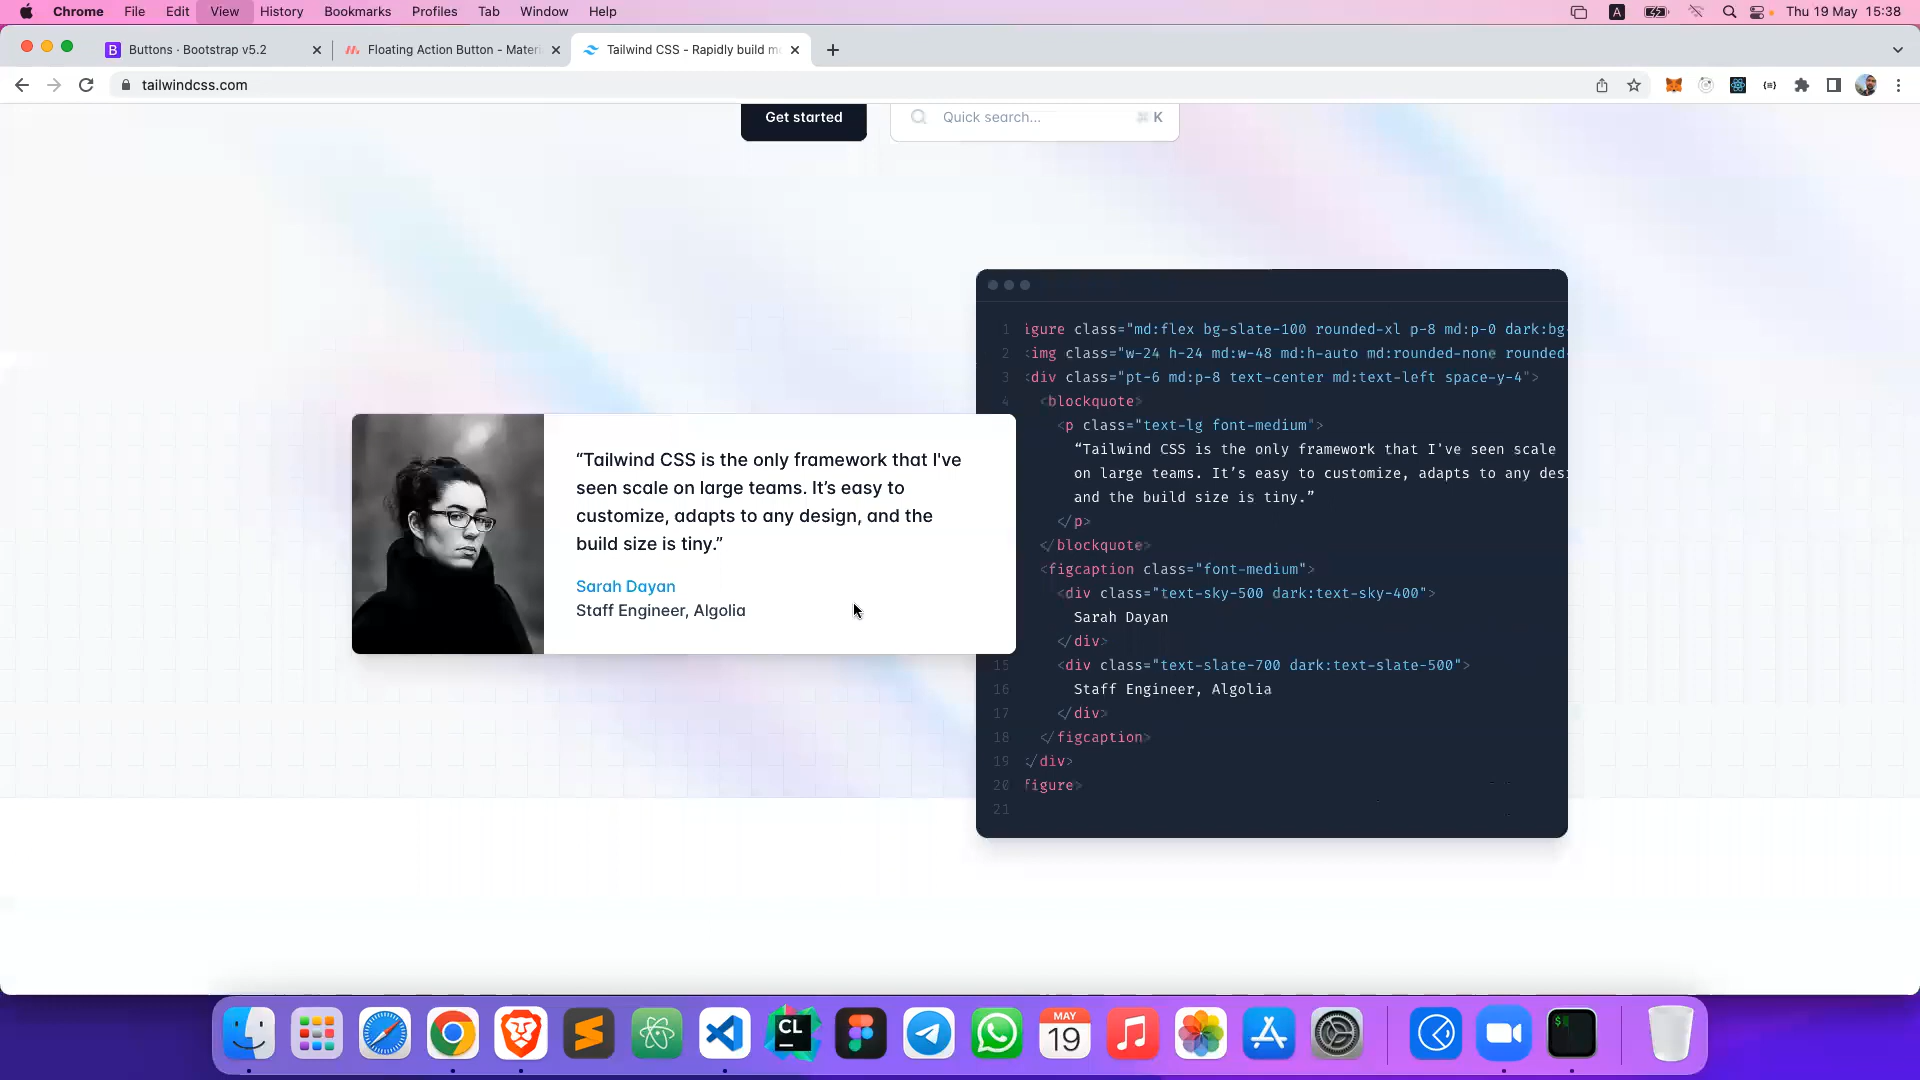 Chrome File Edit View History Bookmarks Profiles Tab Window Help
A
Thu 19 May 15:38
B Buttons · Bootstrap v5.2
Floating Action Button - Materi
Tailwind CSS - Rapidly build m
tailwindcss.com
Get started
Quick search...
⌘ K
“Tailwind CSS is the only framework that I've
seen scale on large teams. It’s easy to
customize, adapts to any design, and the
build size is tiny.”
Sarah Dayan
Staff Engineer, Algolia
1 igure class="md:flex bg-slate-100 rounded-xl p-8 md:p-0 dark:bg-
2 <img class="w-24 h-24 md:w-48 md:h-auto md:rounded-none rounded-
3 <div class="pt-6 md:p-8 text-center md:text-left space-y-4">
4 <blockquote>
<p class="text-lg font-medium">
“Tailwind CSS is the only framework that I've seen scale
on large teams. It’s easy to customize, adapts to any desi
and the build size is tiny.”
</p>
</blockquote>
<figcaption class="font-medium">
<div class="text-sky-500 dark:text-sky-400">
Sarah Dayan
</div>
15 <div class="text-slate-700 dark:text-slate-500">
16 Staff Engineer, Algolia
17 </div>
18 </figcaption>
19 </div>
20 figure>
21
CL
MAY
19
$